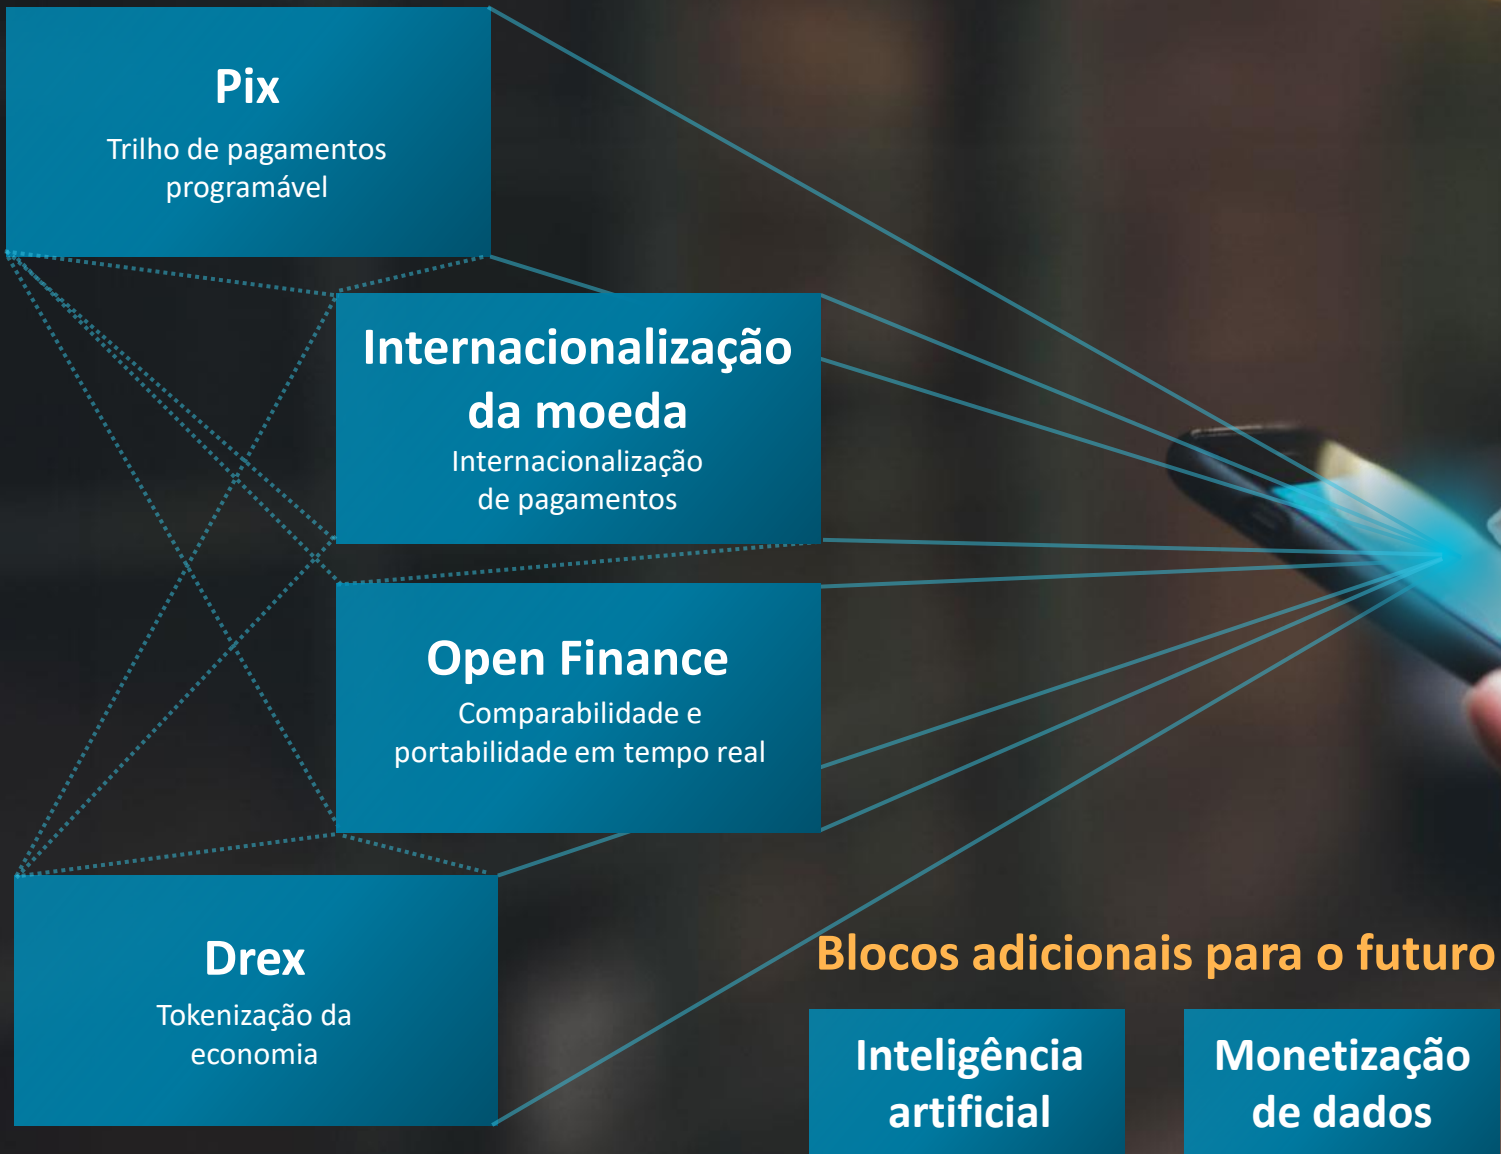 Pix
Trilho de pagamentos
programável
Internacionalização
da moeda
Internacionalização
de pagamentos
Open Finance
Comparabilidade e
portabilidade em tempo real
Drex
Tokenização da
economia
Blocos adicionais para o futuro
Inteligência
artificial
Monetização
de dados